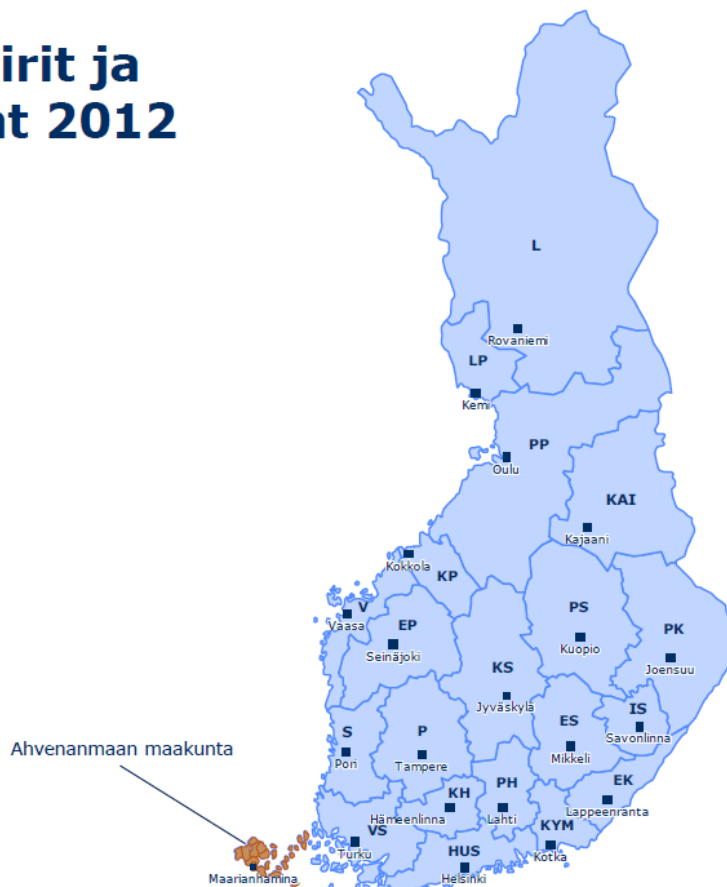 irit ja
t 2012
L
Rovaniemi
LP
Kemi
PP
Oulu
KAI
Kajaani
Kokkola
KP
V
Vaasa
EP
Seinäjoki
PS
Kuopio
PK
Joensuu
KS
Jyväskylä
IS
Savonlinna
ES
Mikkeli
S
Pori
P
Tampere
Ahvenanmaan maakunta
EK
Lappeenranta
PH
Lahti
KH
Hämeenlinna
KYM
Kotka
VS
Turku
HUS
Helsinki
Maarianhamina